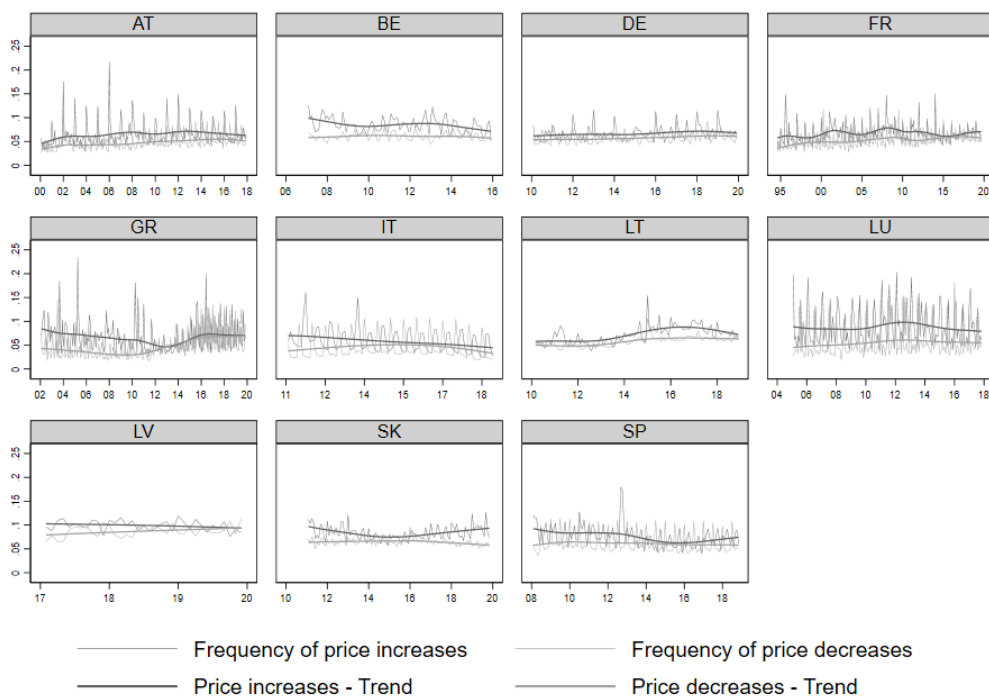 AT BE DE FR
.25
.2
.15
.1
.05
0
00 02 04 06 08 10 12 14 16 18
06 08 10 12 14 16
10 12 14 16 18 20
95 00 05 10 15 20
GR IT LT LU
.25
.2
.15
.1
.05
0
02 04 06 08 10 12 14 16 18 20
11 12 13 14 15 16 17 18
10 12 14 16 18 20
04 06 08 10 12 14 16 18
LV SK SP
.25
.2
.15
.1
.05
0
17 18 19 20
10 12 14 16 18 20
08 10 12 14 16 18
Frequency of price increases Frequency of price decreases
Price increases - Trend Price decreases - Trend